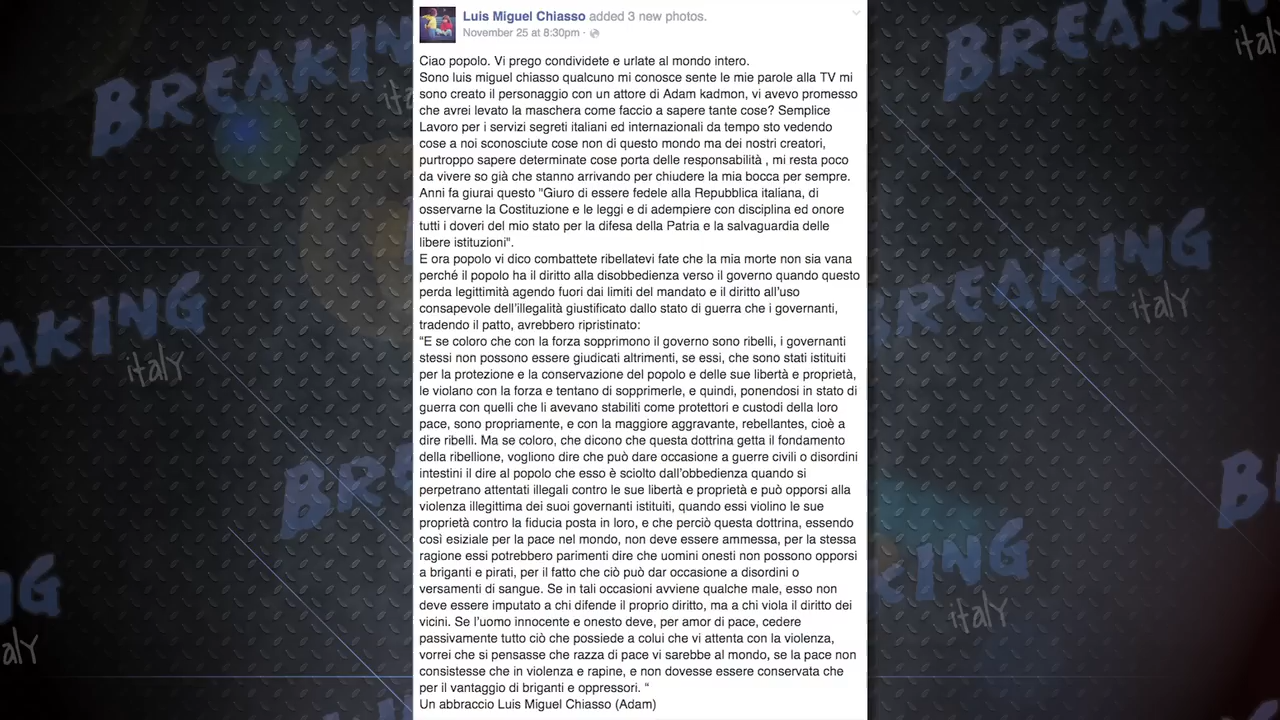 Luis Miguel Chiasso added 3 new photos.
November 25 at 8:30pm ·
Ciao popolo. Vi prego condividete e urlate al mondo intero.
Sono luis miguel chiasso qualcuno mi conosce sente le mie parole alla TV mi
sono creato il personaggio con un attore di Adam kadmon, vi avevo promesso
che avrei levato la maschera come faccio a sapere tante cose? Semplice
Lavoro per i servizi segreti italiani ed internazionali da tempo sto vedendo
cose a noi sconosciute cose non di questo mondo ma dei nostri creatori,
purtroppo sapere determinate cose porta delle responsabilità , mi resta poco
da vivere so già che stanno arrivando per chiudere la mia bocca per sempre.
Anni fa giurai questo "Giuro di essere fedele alla Repubblica italiana, di
osservarne la Costituzione e le leggi e di adempiere con disciplina ed onore
tutti i doveri del mio stato per la difesa della Patria e la salvaguardia delle
libere istituzioni".
E ora popolo vi dico combattete ribellatevi fate che la mia morte non sia vana
perché il popolo ha il diritto alla disobbedienza verso il governo quando questo
perda legittimità agendo fuori dai limiti del mandato e il diritto all'uso
consapevole dell'illegalità giustificato dallo stato di guerra che i governanti,
tradendo il patto, avrebbero ripristinato:
"E se coloro che con la forza sopprimono il governo sono ribelli, i governanti
stessi non possono essere giudicati altrimenti, se essi, che sono stati istituiti
per la protezione e la conservazione del popolo e delle sue libertà e proprietà,
le violano con la forza e tentano di sopprimerle, e quindi, ponendosi in stato di
guerra con quelli che li avevano stabiliti come protettori e custodi della loro
pace, sono propriamente, e con la maggiore aggravante, rebellantes, cioè a
dire ribelli. Ma se coloro, che dicono che questa dottrina getta il fondamento
della ribellione, vogliono dire che può dare occasione a guerre civili o disordini
intestini il dire al popolo che esso è sciolto dall'obbedienza quando si
perpetrano attentati illegali contro le sue libertà e proprietà e può opporsi alla
violenza illegittima dei suoi governanti istituiti, quando essi violino le sue
proprietà contro la fiducia posta in loro, e che perciò questa dottrina, essendo
così esiziale per la pace nel mondo, non deve essere ammessa, per la stessa
ragione essi potrebbero parimenti dire che uomini onesti non possono opporsi
a briganti e pirati, per il fatto che ciò può dar occasione a disordini o
versamenti di sangue. Se in tali occasioni avviene qualche male, esso non
deve essere imputato a chi difende il proprio diritto, ma a chi viola il diritto dei
vicini. Se l'uomo innocente e onesto deve, per amor di pace, cedere
passivamente tutto ciò che possiede a colui che vi attenta con la violenza,
vorrei che si pensasse che razza di pace vi sarebbe al mondo, se la pace non
consistesse che in violenza e rapine, e non dovesse essere conservata che
per il vantaggio di briganti e oppressori. "
Un abbraccio Luis Miguel Chiasso (Adam)
BREAKING
italy
BREAKING
italy